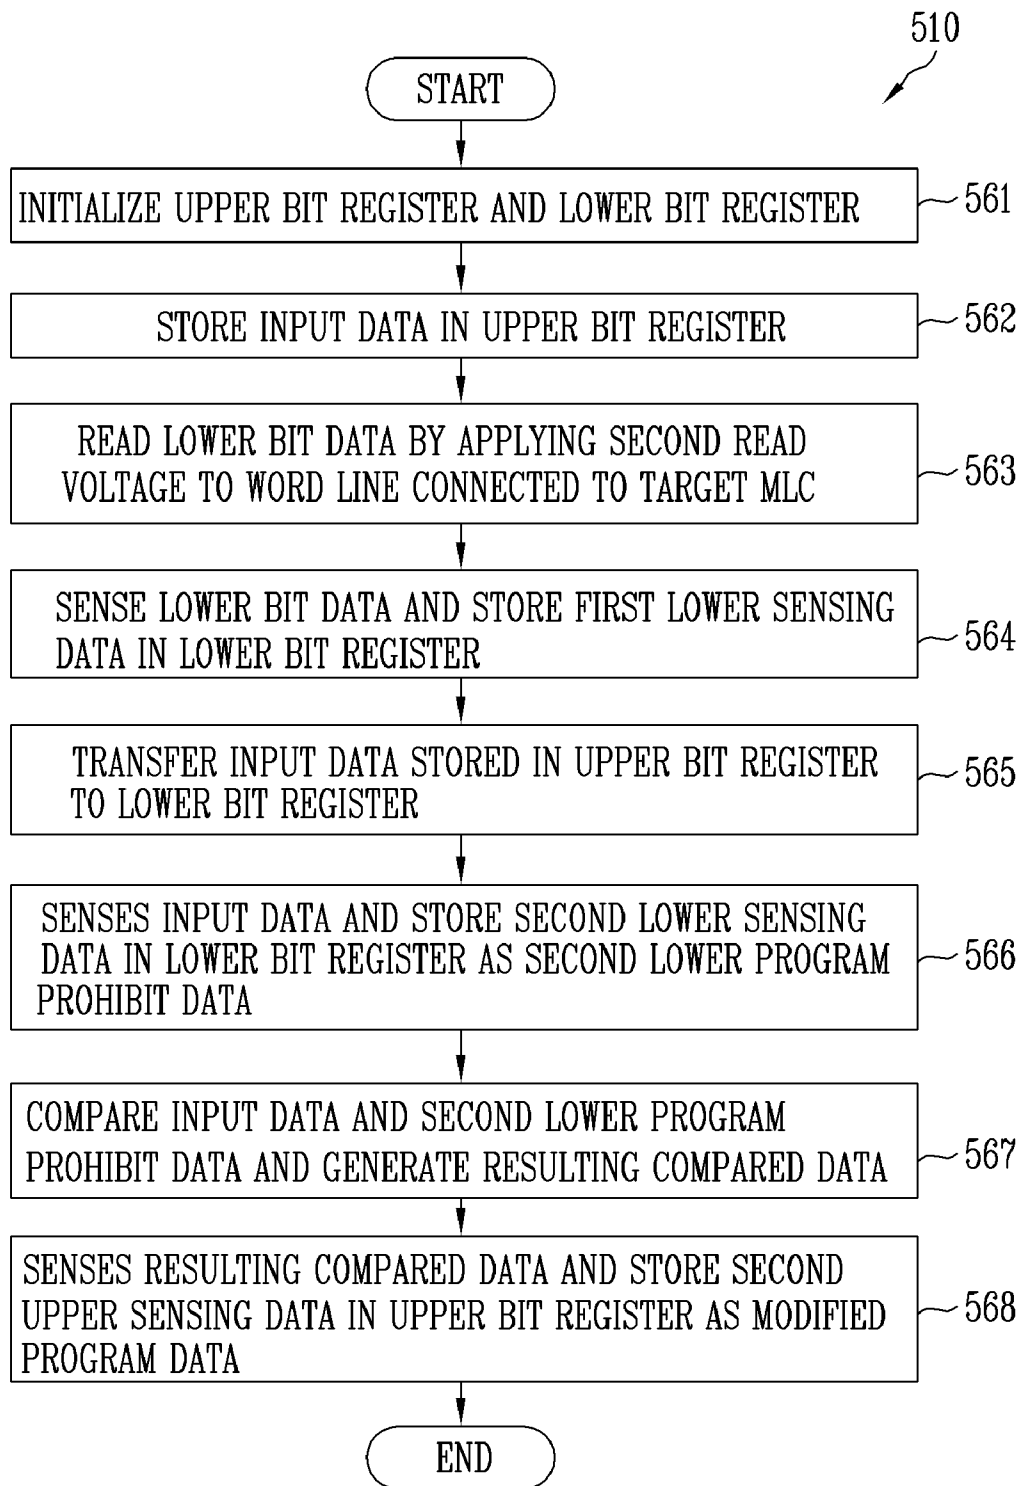 510
START
INITIALIZE UPPER BIT REGISTER AND LOWER BIT REGISTER
561
STORE INPUT DATA IN UPPER BIT REGISTER
562
READ LOWER BIT DATA BY APPLYING SECOND READ
VOLTAGE TO WORD LINE CONNECTED TO TARGET MLC
563
SENSE LOWER BIT DATA AND STORE FIRST LOWER SENSING
DATA IN LOWER BIT REGISTER
564
TRANSFER INPUT DATA STORED IN UPPER BIT REGISTER
TO LOWER BIT REGISTER
565
SENSES INPUT DATA AND STORE SECOND LOWER SENSING
DATA IN LOWER BIT REGISTER AS SECOND LOWER PROGRAM
PROHIBIT DATA
566
COMPARE INPUT DATA AND SECOND LOWER PROGRAM
PROHIBIT DATA AND GENERATE RESULTING COMPARED DATA
567
SENSES RESULTING COMPARED DATA AND STORE SECOND
UPPER SENSING DATA IN UPPER BIT REGISTER AS MODIFIED
PROGRAM DATA
568
END